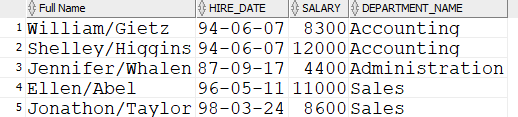 Full Name HIRE_DATE SALARY DEPARTMENT_NAME
1 William/Gietz 94-06-07 8300 Accounting
2 Shelley/Higgins 94-06-07 12000 Accounting
3 Jennifer/Whalen 87-09-17 4400 Administration
4 Ellen/Abel 96-05-11 11000 Sales
5 Jonathon/Taylor 98-03-24 8600 Sales